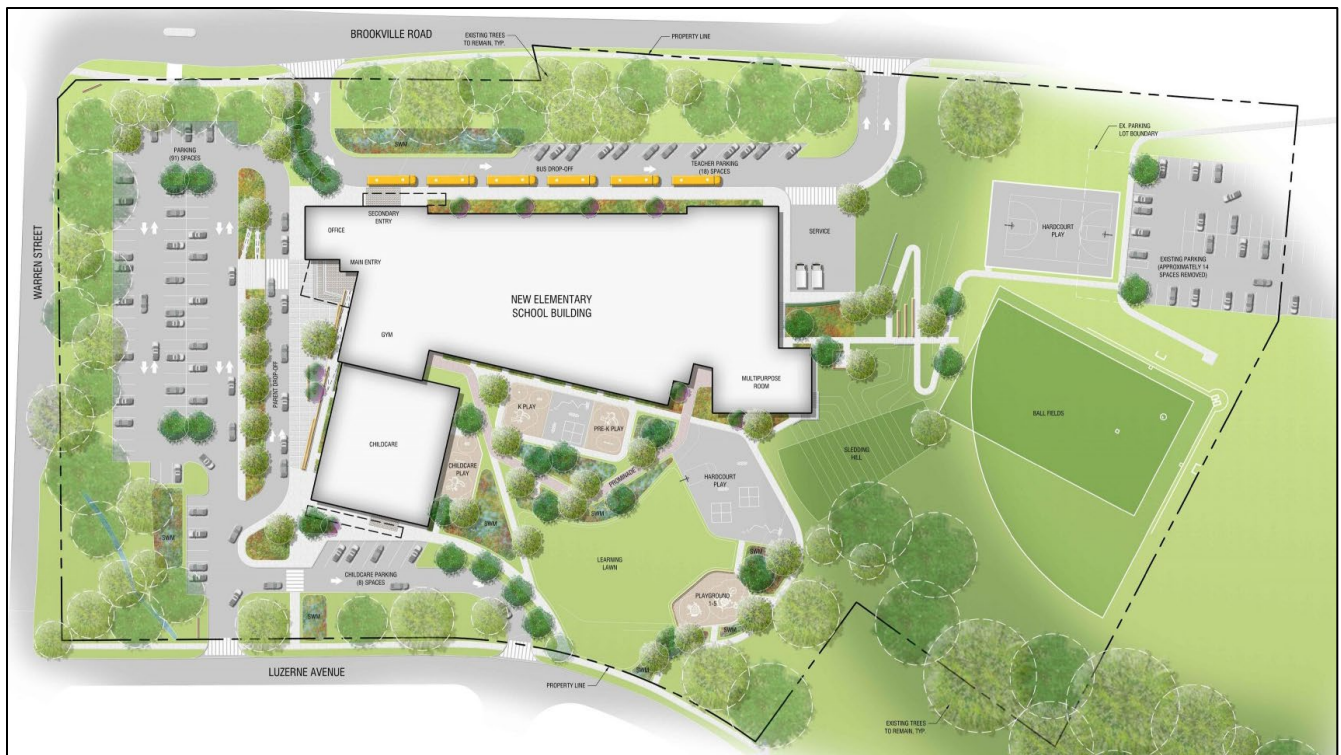 BROOKVILLE ROAD
EXISTING TREES
TO REMAIN, TYP.
PROPERTY LINE
EX. PARKING
LOT BOUNDARY
PARKING
(91) SPACES
SWM
BUS DROP-OFF
TEACHER PARKING
(18) SPACES
WARREN STREET
SECONDARY
ENTRY
OFFICE
MAIN ENTRY
SERVICE
HARDCOURT
PLAY
EXISTING PARKING
(APPROXIMATELY 14
SPACES REMOVED)
NEW ELEMENTARY
SCHOOL BUILDING
GYM
PARENT DROP-OFF
MULTIPURPOSE
ROOM
K PLAY
PRE-K PLAY
BALL FIELDS
CHILDCARE
CHILDCARE
PLAY
PROMENADE
HARDCOURT
PLAY
SLEDDING
HILL
SWM
SWM
SWM
LEARNING
LAWN
SWM
CHILDCARE PARKING
(8) SPACES
PLAYGROUND
1-5
SWM
SWM
SWM
LUZERNE AVENUE
PROPERTY LINE
EXISTING TREES
TO REMAIN, TYP.